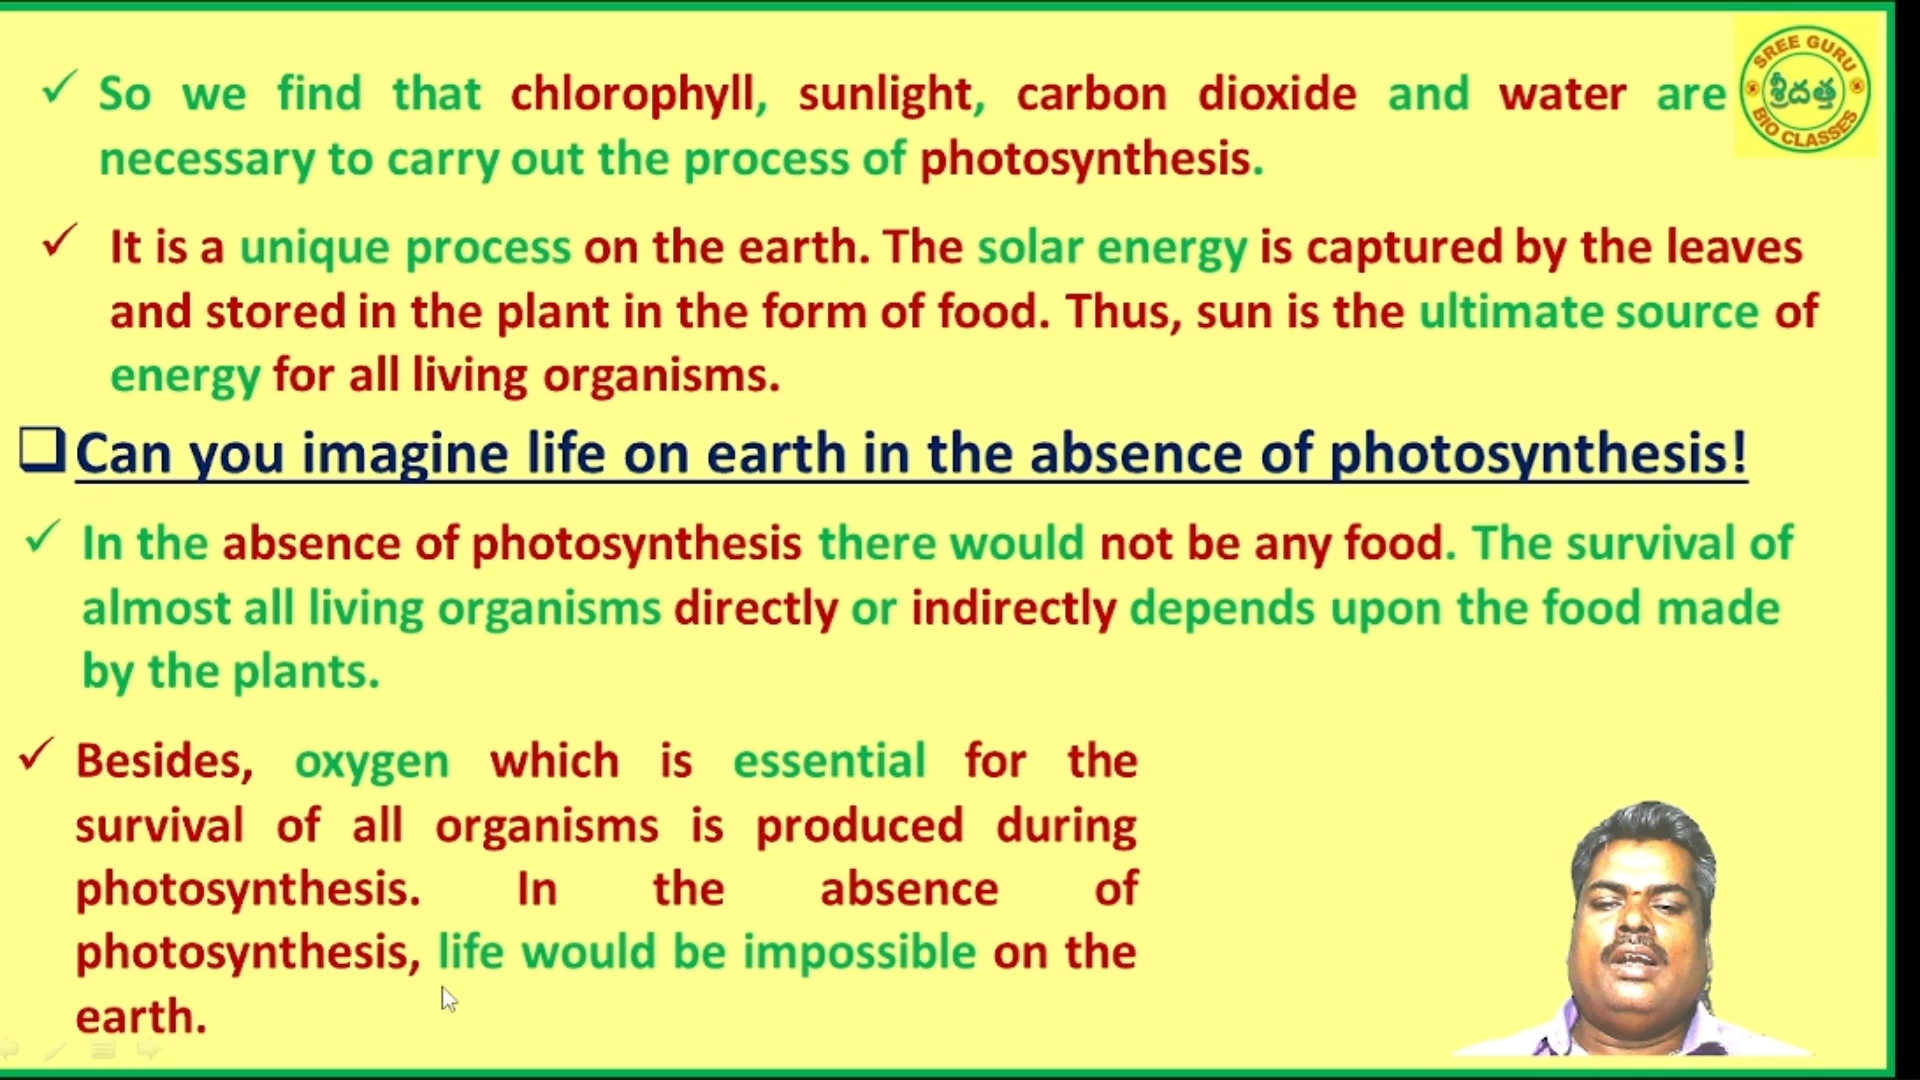 So we find that chlorophyll, sunlight, carbon dioxide and water are
necessary to carry out the process of photosynthesis.
SREE GURU
శ్రీదత్త
BIO CLASSES
It is a unique process on the earth. The solar energy is captured by the leaves
and stored in the plant in the form of food. Thus, sun is the ultimate source of
energy for all living organisms.
Can you imagine life on earth in the absence of photosynthesis!
In the absence of photosynthesis there would not be any food. The survival of
almost all living organisms directly or indirectly depends upon the food made
by the plants.
Besides, oxygen which is essential for the
survival of all organisms is produced during
photosynthesis. In the absence of
photosynthesis, life would be impossible on the
earth.